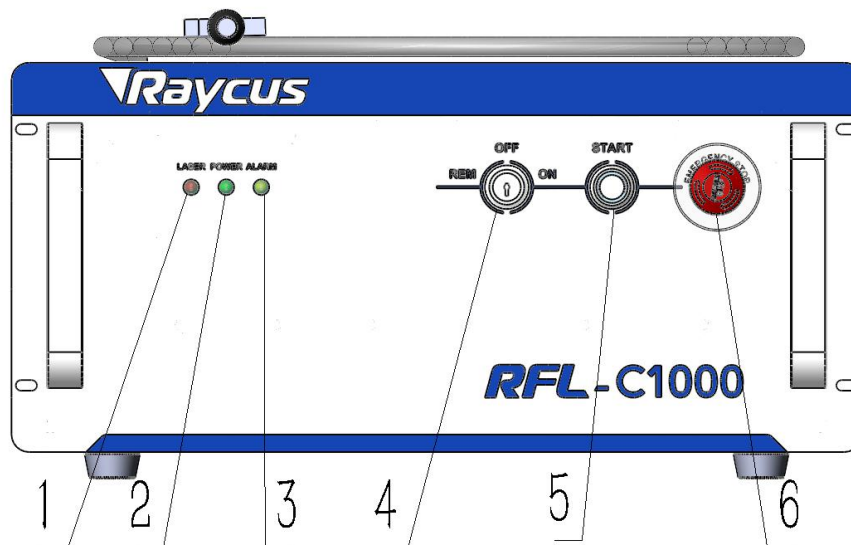 Raycus
OFF START
LASER POWER ALARM
REM ON
EMERGENCY STOP
RFL-C1000
1 2 3 4 5 6